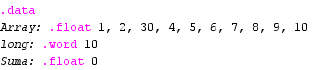 .data
Array: .float 1, 2, 30, 4, 5, 6, 7, 8, 9, 10
long: .word 10
Suma: .float 0